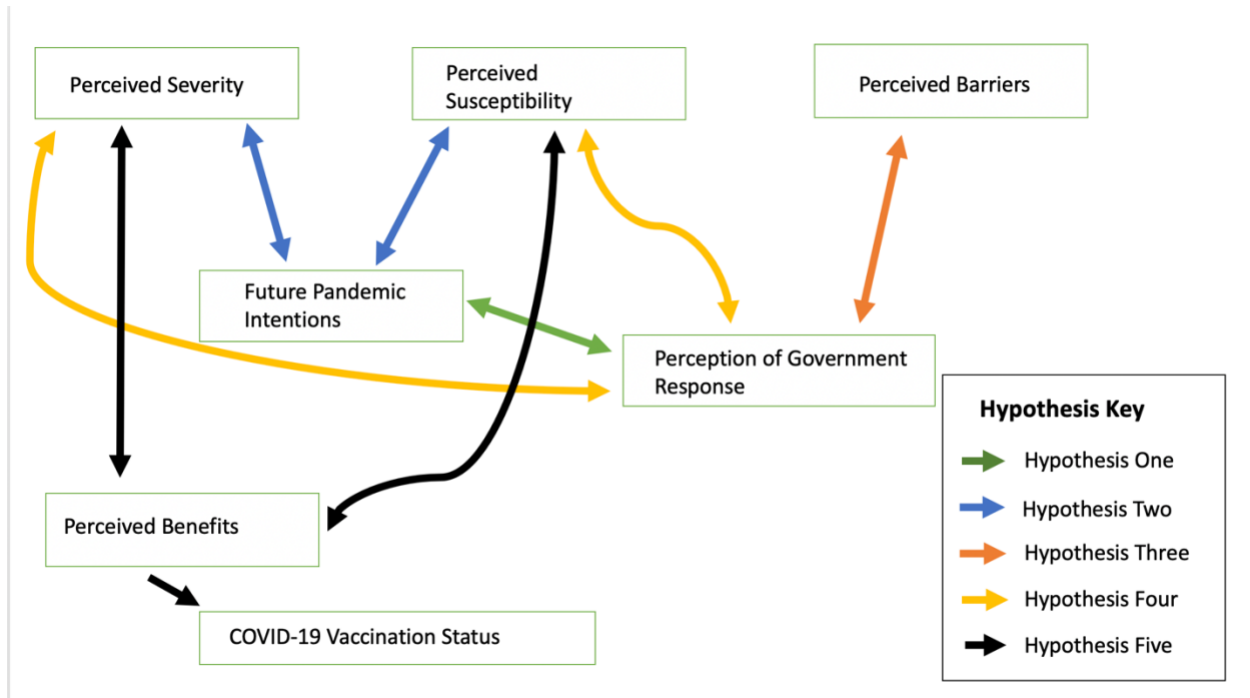 Perceived Severity
Perceived
Susceptibility
Perceived Barriers
Future Pandemic
Intentions
Perception of Government
Response
Hypothesis Key
Hypothesis One
Hypothesis Two
Hypothesis Three
Hypothesis Four
Hypothesis Five
Perceived Benefits
COVID-19 Vaccination Status